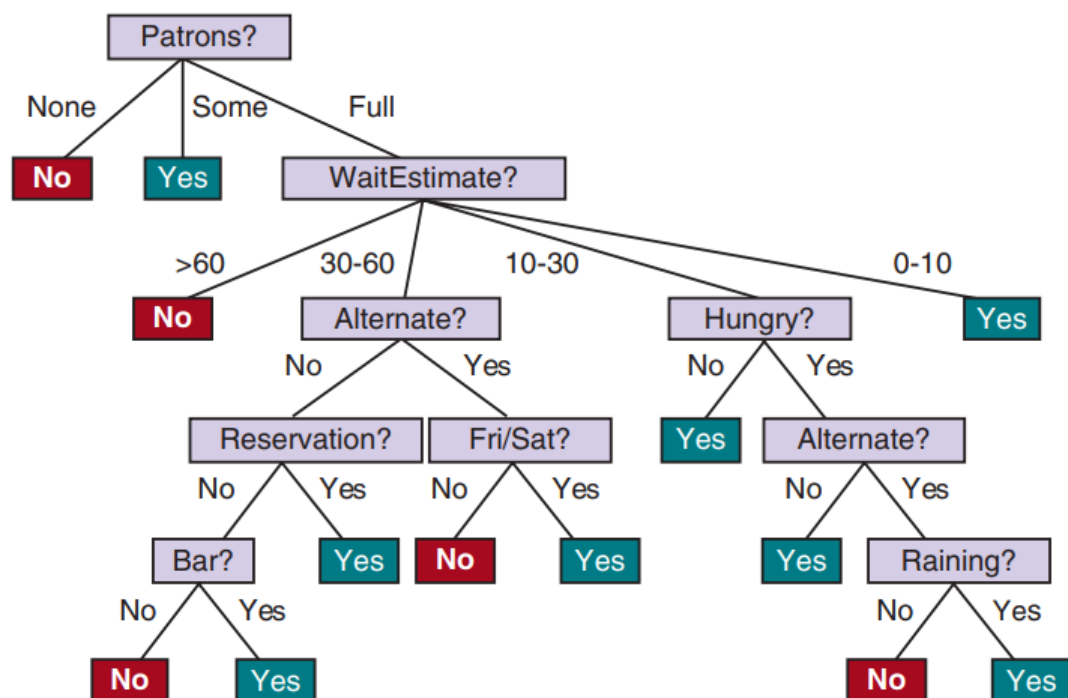 Patrons?
None Some Full
No Yes WaitEstimate?
>60 30-60 10-30 0-10
No Alternate? Hungry? Yes
No Yes No Yes
Reservation? Fri/Sat? Yes Alternate?
No Yes No Yes No Yes
Bar? Yes No Yes Yes Raining?
No Yes No Yes
No Yes No Yes